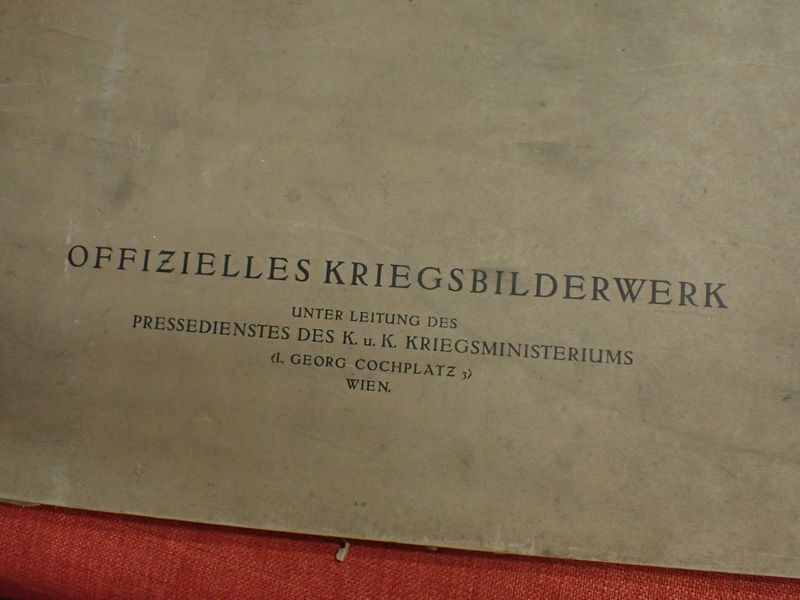 OFFIZIELLES KRIEGSBILDERWERK
UNTER LEITUNG DES
PRESSEDIENSTES DES K. u. K. KRIEGSMINISTERIUMS
(I. GEORG COCHPLATZ 3)
WIEN.